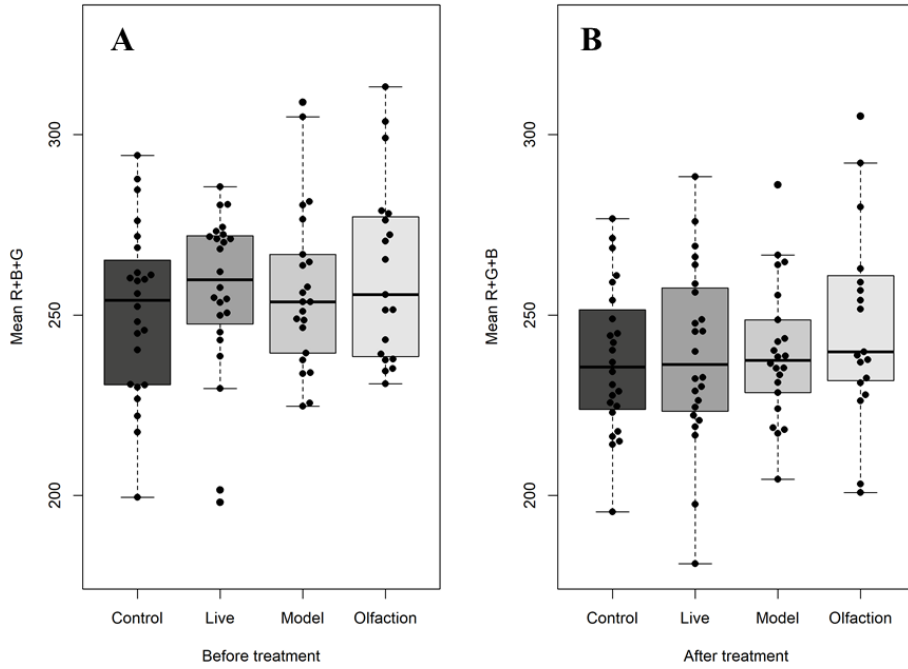 A
Mean R+B+G
300
250
200
Control Live Model Olfaction
Before treatment
B
Mean R+G+B
300
250
200
Control Live Model Olfaction
After treatment